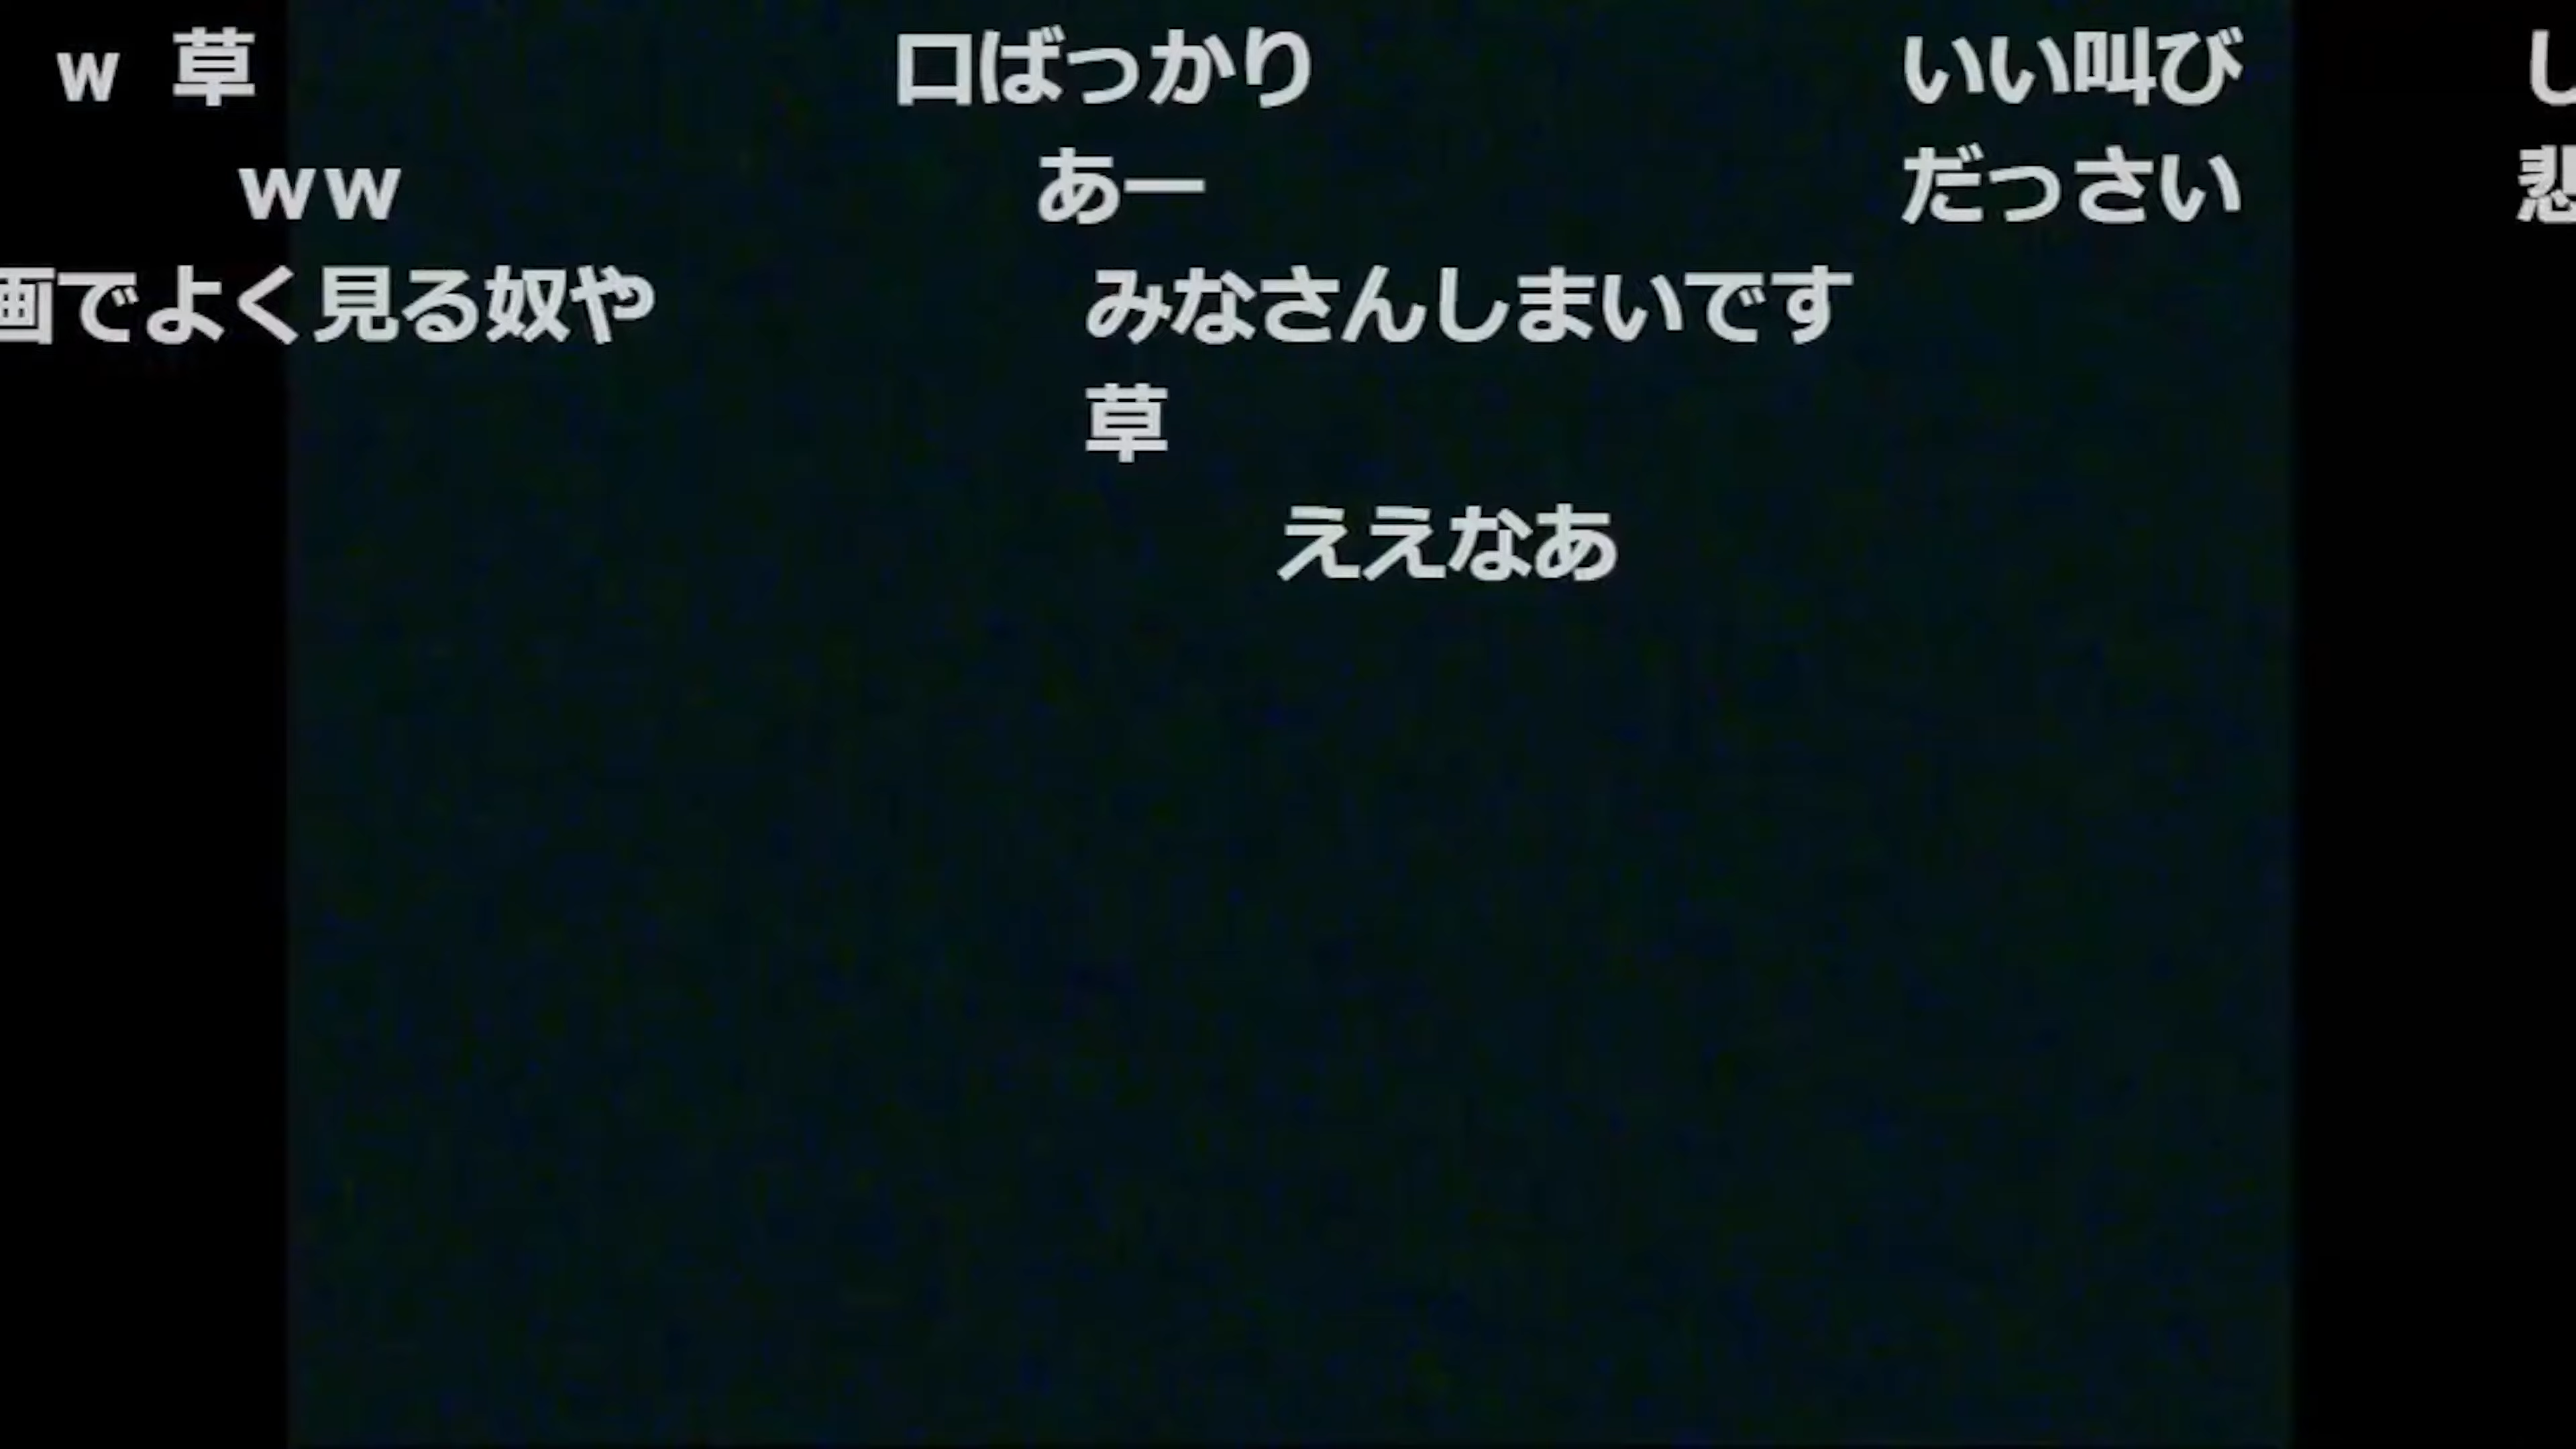 w 草 口ばっかり いい叫び し
ww あー だっさい 悲
画でよく見る奴や みなさんしまいです
草
ええなあ